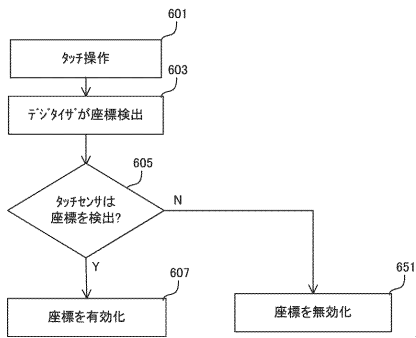 601
ﾀｯﾁ操作
603
ﾃﾞｼﾞﾀｲｻﾞが座標検出
605
ﾀｯﾁｾﾝｻは
座標を検出?
N
Y
607
座標を有効化
651
座標を無効化